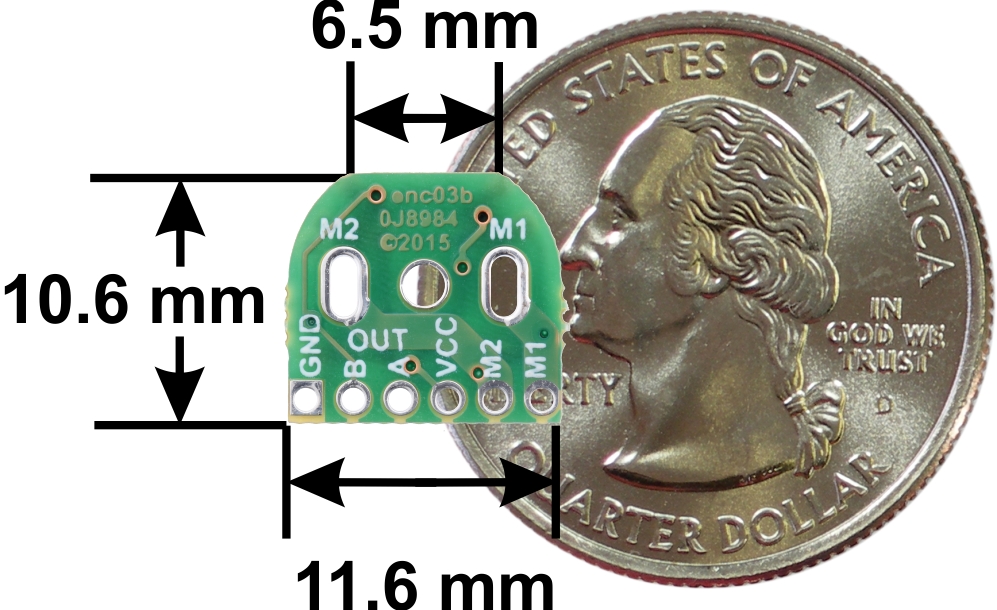 6.5 mm
enc03b
0J8984
©2015
M2
M1
10.6 mm
OUT
GND
B
A
VCC
M2
M1
11.6 mm
ED STATES OF AMERICA
IN
GOD WE
TRUST
D
RTY
QUARTER DOLLAR